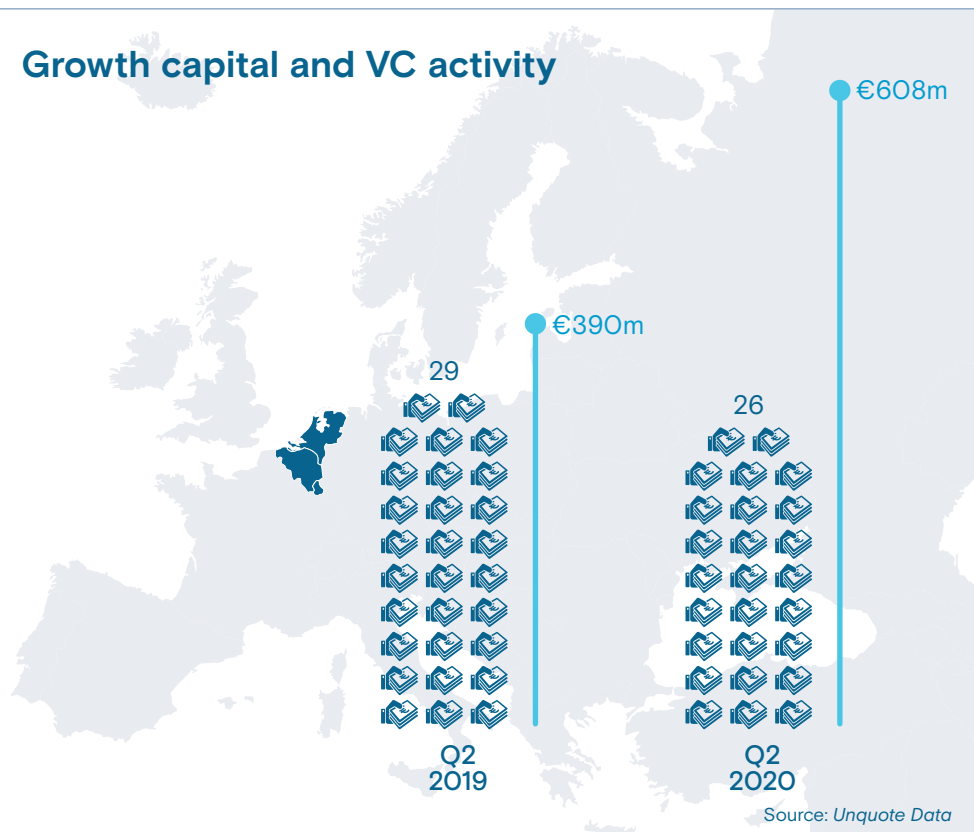 Growth capital and VC activity
€608m
€390m
29
26
Q2
2019
Q2
2020
Source: Unquote Data